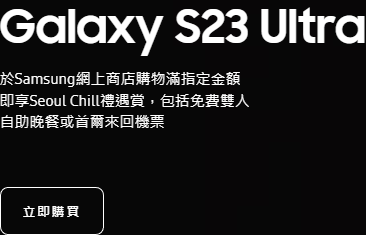 Galaxy S23 Ultra
於Samsung網上商店購物滿指定金額
即享Seoul Chill禮遇賞，包括免費雙人
自助晚餐或首爾來回機票
立即購買